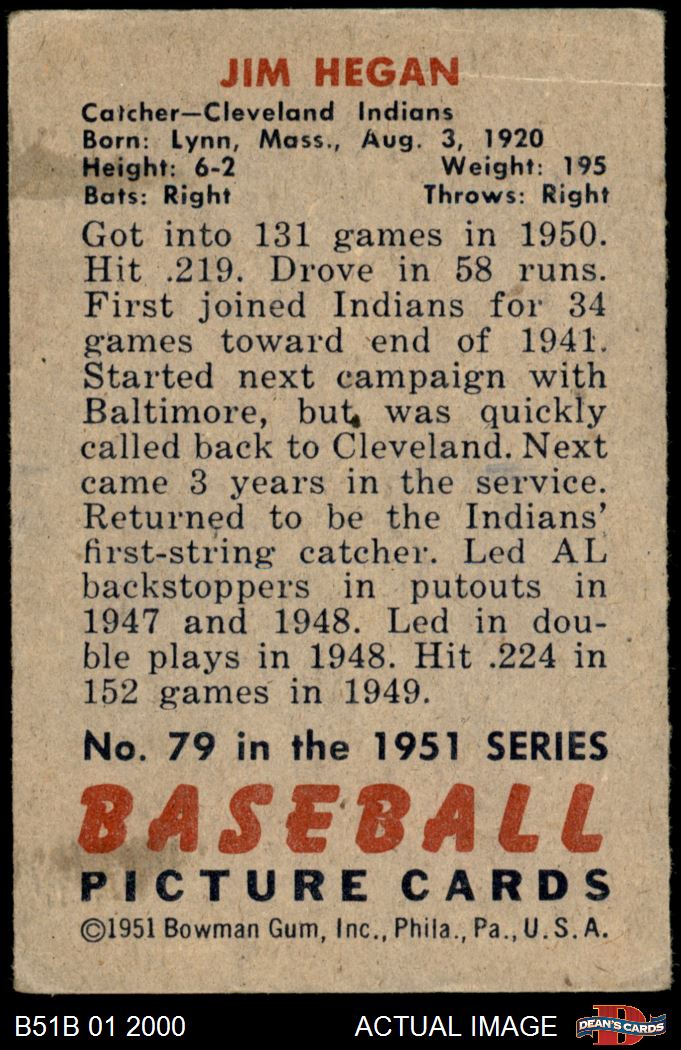 JIM HEGAN
Catcher—Cleveland Indians
Born: Lynn, Mass., Aug. 3, 1920
Height: 6-2 Weight: 195
Bats: Right Throws: Right
Got into 131 games in 1950.
Hit .219. Drove in 58 runs.
First joined Indians for 34
games toward end of 1941.
Started next campaign with
Baltimore, but was quickly
called back to Cleveland. Next
came 3 years in the service.
Returned to be the Indians'
first-string catcher. Led AL
backstoppers in putouts in
1947 and 1948. Led in dou-
ble plays in 1948. Hit .224 in
152 games in 1949.
No. 79 in the 1951 SERIES
BASEBALL
PICTURE CARDS
©1951 Bowman Gum, Inc., Phila., Pa., U.S.A.
B51B 01 2000 ACTUAL IMAGE D DEAN'S CARDS